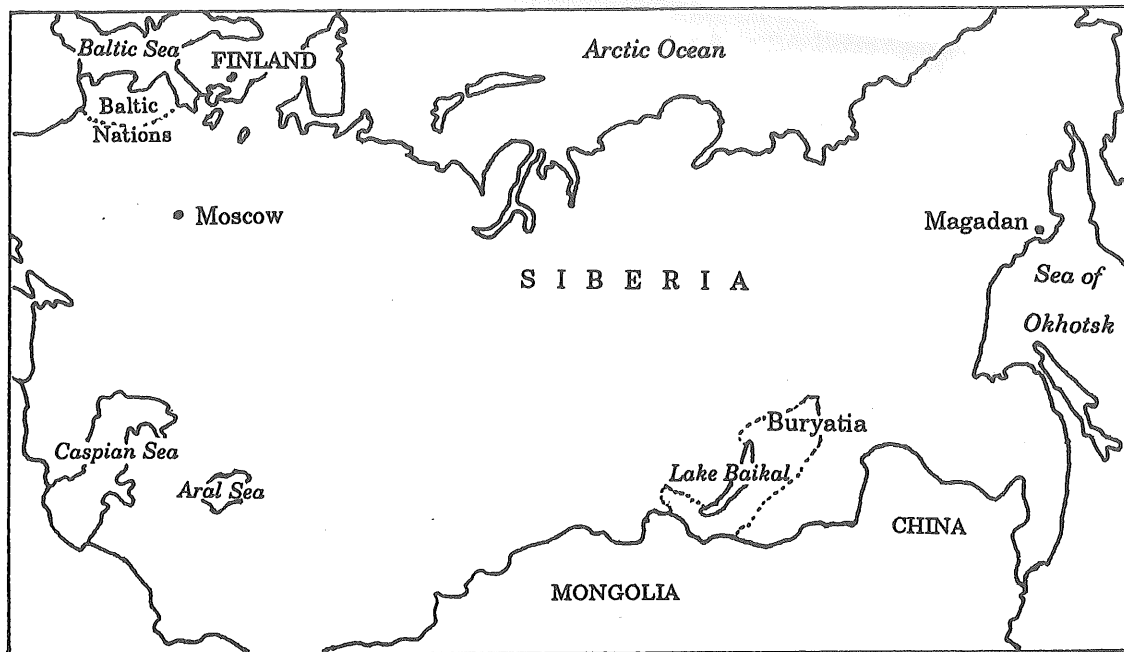 Baltic Sea
FINLAND
Arctic Ocean
Baltic
Nations
Moscow
Magadan
SIBERIA
Sea of
Okhotsk
Buryatia
Caspian Sea
Lake Baikal
Aral Sea
CHINA
MONGOLIA